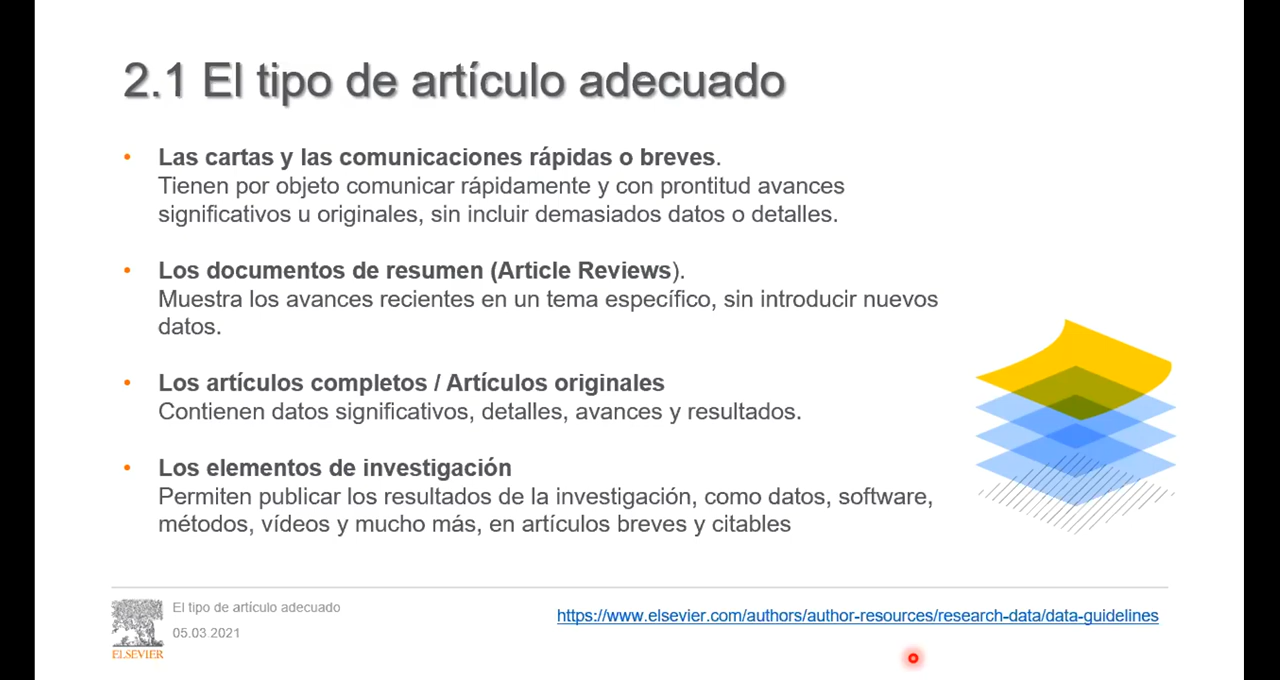 2.1 El tipo de artículo adecuado
• Las cartas y las comunicaciones rápidas o breves.
Tienen por objeto comunicar rápidamente y con prontitud avances
significativos u originales, sin incluir demasiados datos o detalles.
• Los documentos de resumen (Article Reviews).
Muestra los avances recientes en un tema específico, sin introducir nuevos
datos.
• Los artículos completos / Artículos originales
Contienen datos significativos, detalles, avances y resultados.
• Los elementos de investigación
Permiten publicar los resultados de la investigación, como datos, software,
métodos, vídeos y mucho más, en artículos breves y citables
El tipo de artículo adecuado
05.03.2021
ELSEVIER
https://www.elsevier.com/authors/author-resources/research-data/data-guidelines